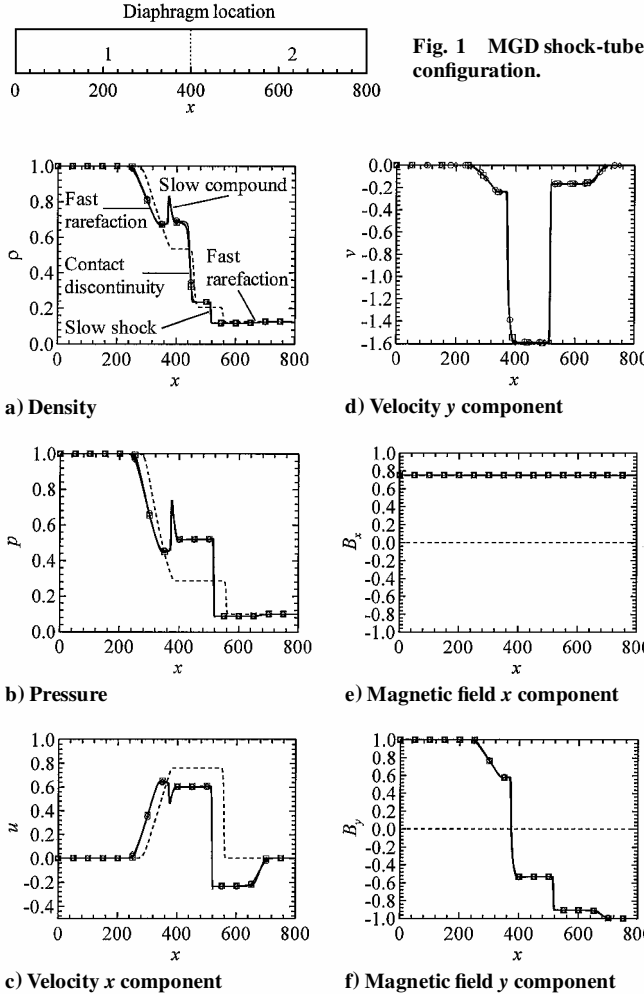 Diaphragm location
1 2
0 200 400 600 800
x
Fig. 1 MGD shock-tube
configuration.
1.0
0.8
0.6
0.4
0.2
0.0
ρ
Slow compound
Fast
rarefaction
Contact
discontinuity
Fast
rarefaction
Slow shock
0 200 400 600 800
x
a) Density
0.0
-0.2
-0.4
-0.6
-0.8
-1.0
-1.2
-1.4
-1.6
v
0 200 400 600 800
x
d) Velocity y component
1.0
0.8
0.6
0.4
0.2
0.0
p
0 200 400 600 800
x
b) Pressure
1.0
0.8
0.6
0.4
0.2
0.0
-0.2
-0.4
-0.6
-0.8
-1.0
Bx
0 200 400 600 800
x
e) Magnetic field x component
1.0
0.8
0.6
0.4
0.2
0.0
-0.2
-0.4
u
0 200 400 600 800
x
c) Velocity x component
1.0
0.8
0.6
0.4
0.2
0.0
-0.2
-0.4
-0.6
-0.8
-1.0
By
0 200 400 600 800
x
f) Magnetic field y component